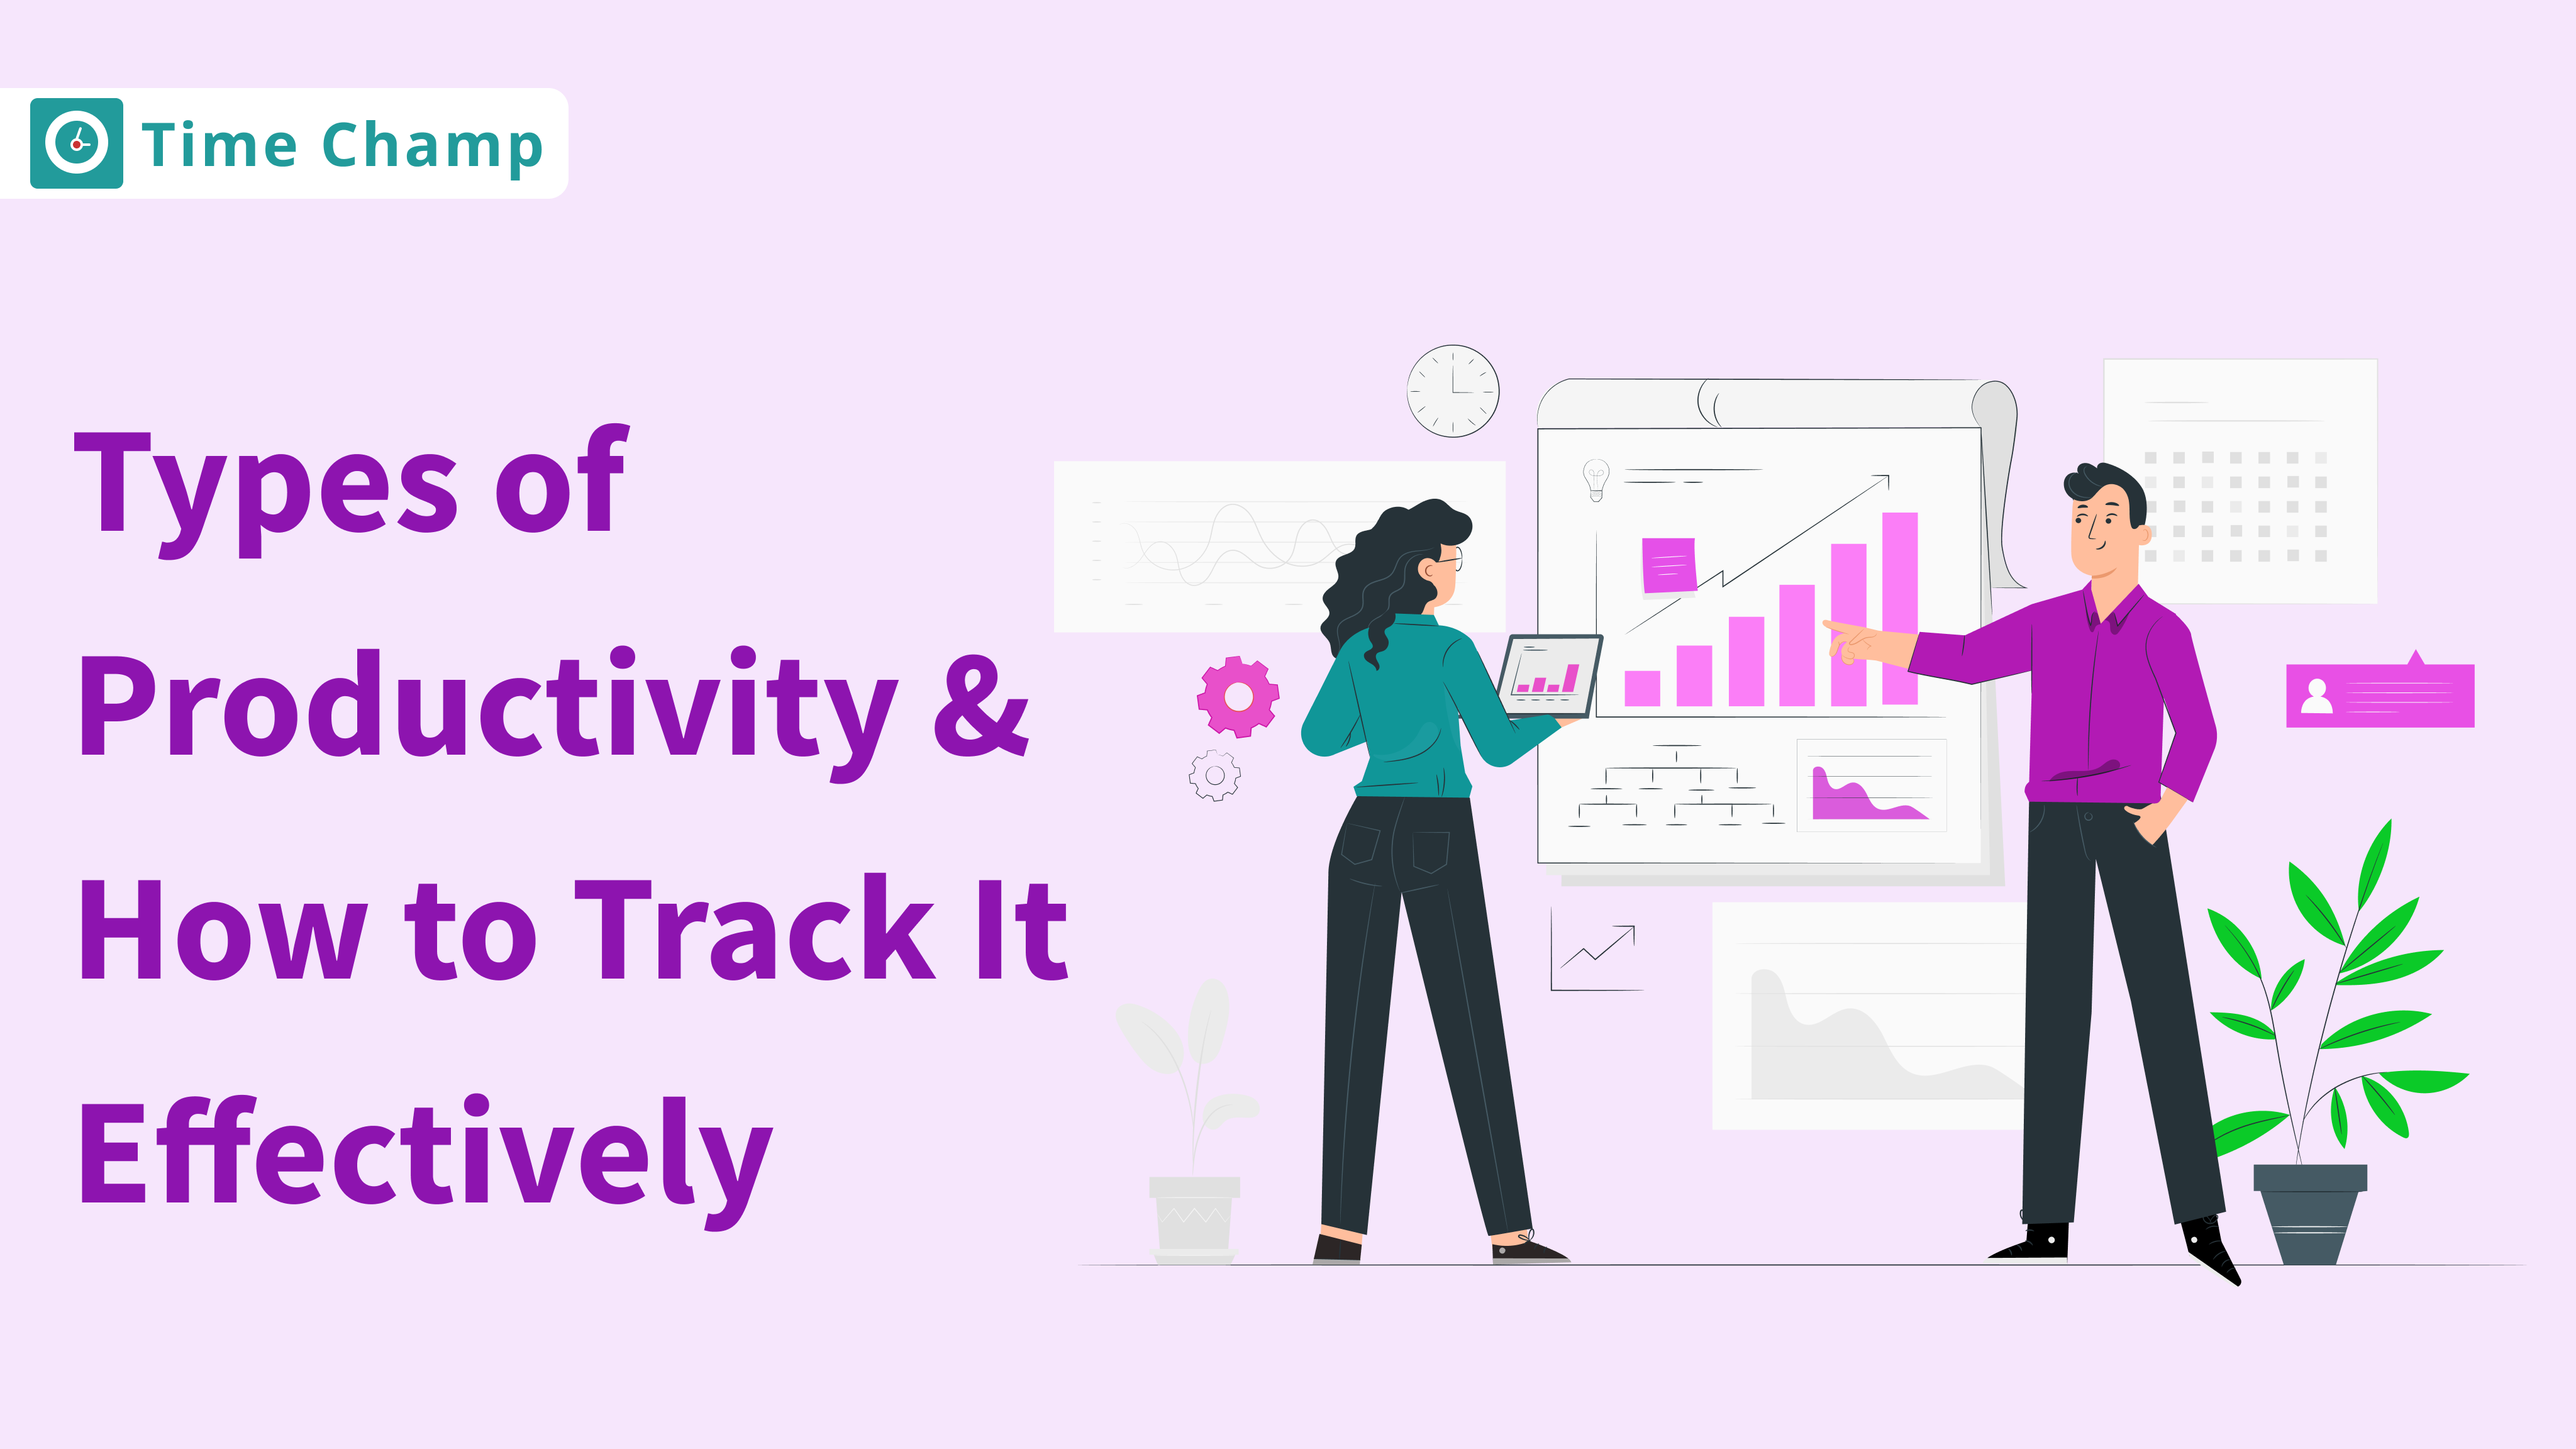 Time Champ
Types of
Productivity &
How to Track It
Effectively